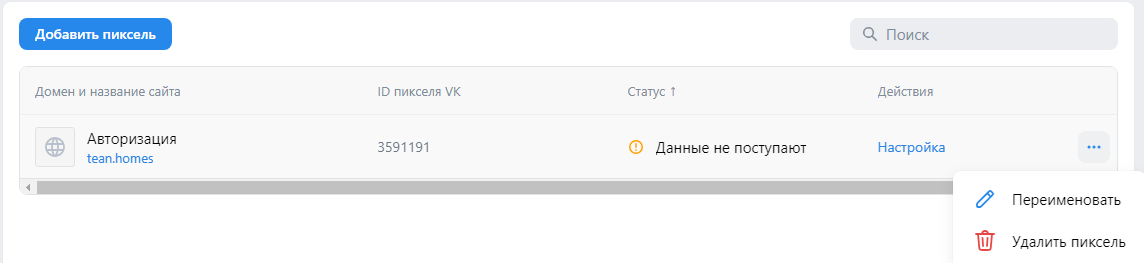 Добавить пиксель
Поиск
Домен и название сайта ID пикселя VK Статус ↑ Действия
Авторизация
tean.homes
3591191
Данные не поступают
Настройка
Переименовать
Удалить пиксель